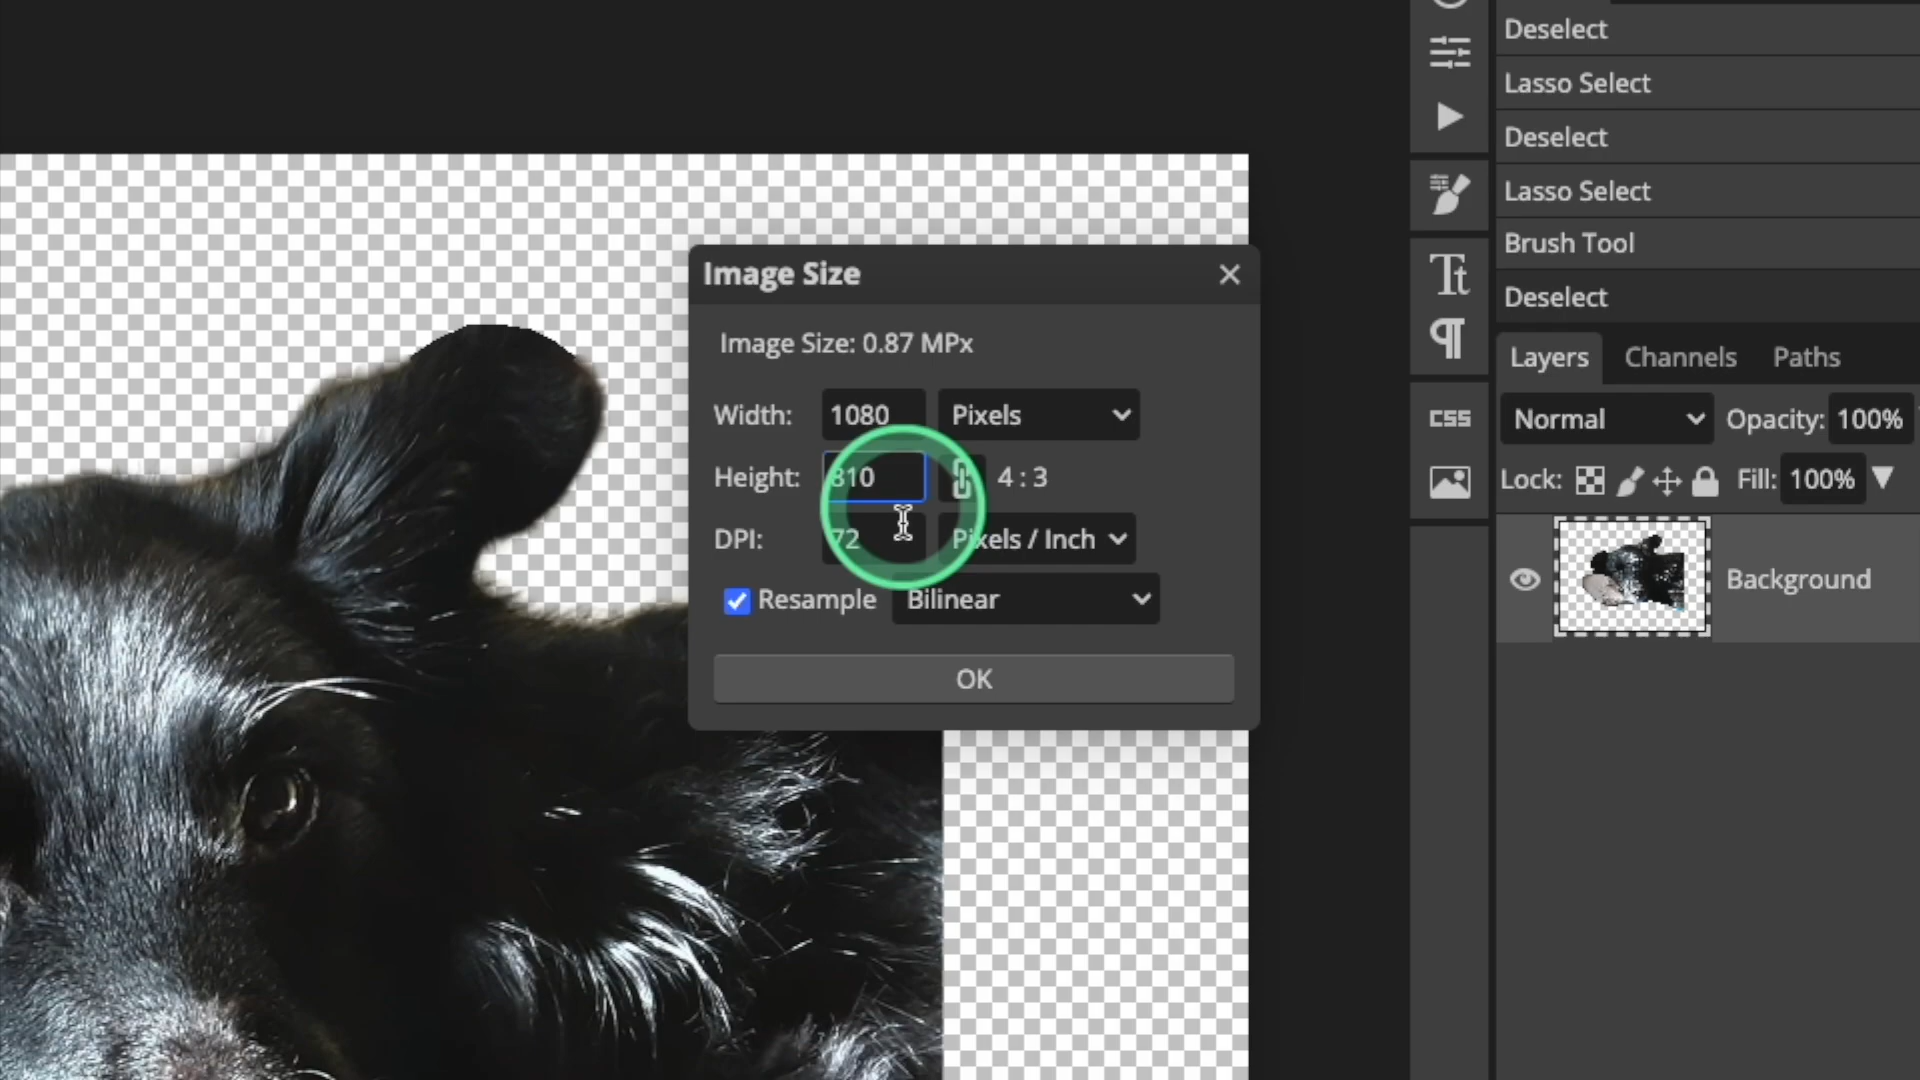 Deselect
Lasso Select
Deselect
Lasso Select
Brush Tool
Deselect
Image Size
Image Size: 0.87 MPx
Width: 1080 Pixels
Height: 810 4 : 3
DPI: 72 Pixels / Inch
Resample Bilinear
OK
Tt
CSS
Layers Channels Paths
Normal Opacity: 100%
Lock: Fill: 100%
Background